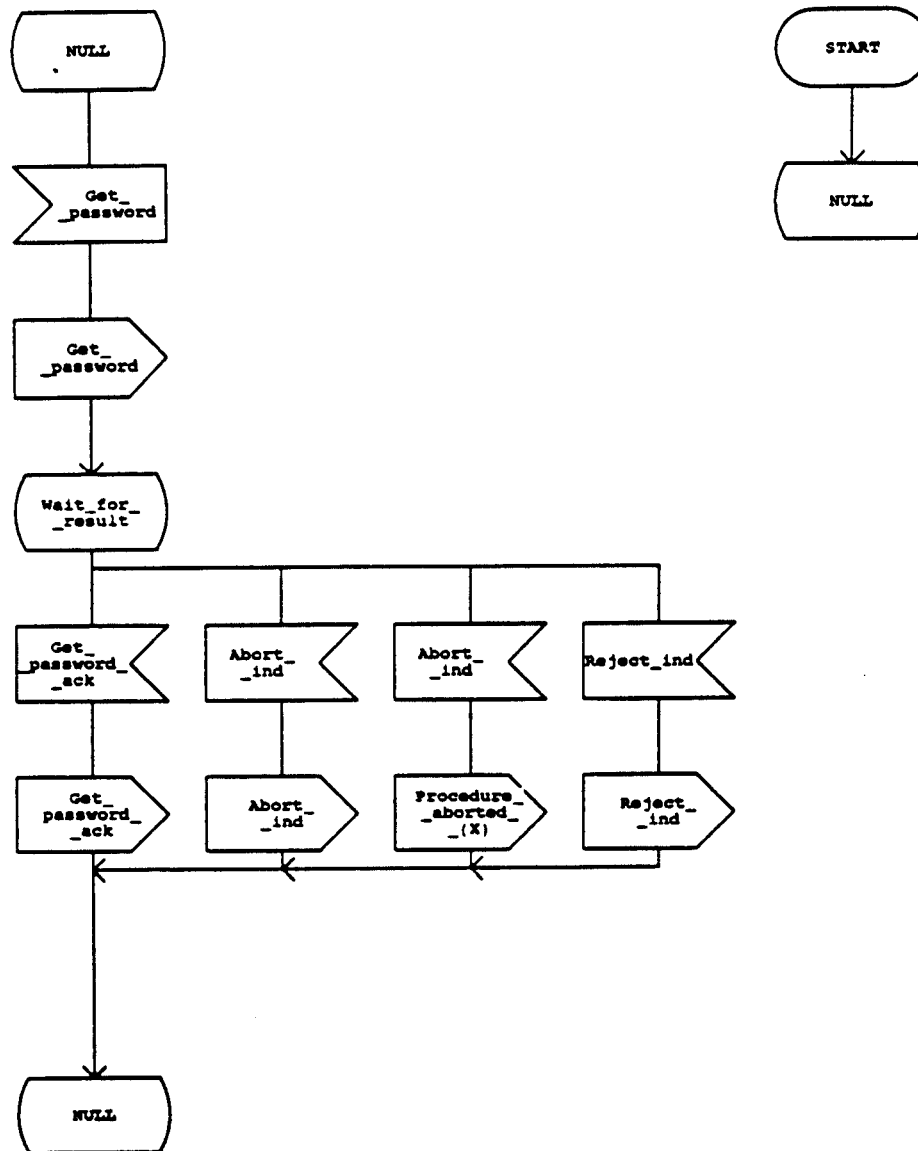 NULL
START
NULL
Get_
_password
Get_
_password
Wait_for_
_result
Get_
_password_
_ack
Abort_
_ind
Abort_
_ind
Reject_ind
Get_
password_
_ack
Abort_
_ind
Procedure_
_aborted_
_(X)
Reject_
_ind
NULL